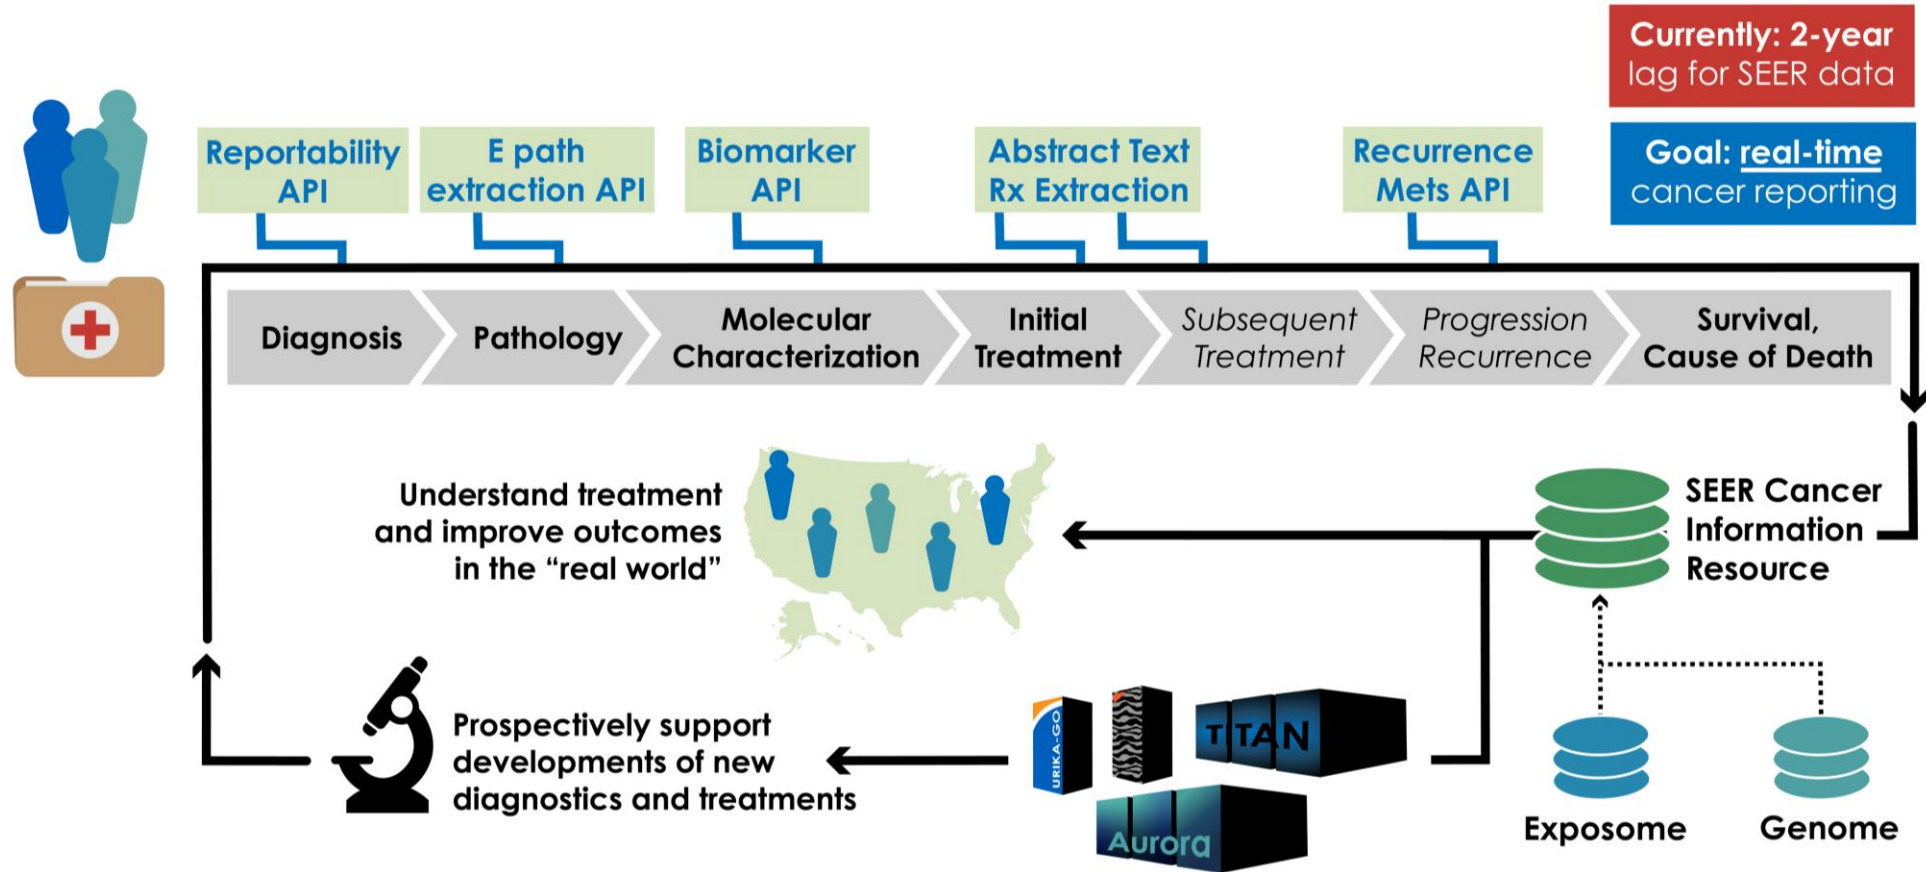 Currently: 2-year
lag for SEER data
Goal: real-time
cancer reporting
Reportability
API
E path
extraction API
Biomarker
API
Abstract Text
Rx Extraction
Recurrence
Mets API
Diagnosis
Pathology
Molecular
Characterization
Initial
Treatment
Subsequent
Treatment
Progression
Recurrence
Survival,
Cause of Death
Understand treatment
and improve outcomes
in the “real world”
SEER Cancer
Information
Resource
Prospectively support
developments of new
diagnostics and treatments
URIKA-GO
TITAN
Aurora
Exposome
Genome